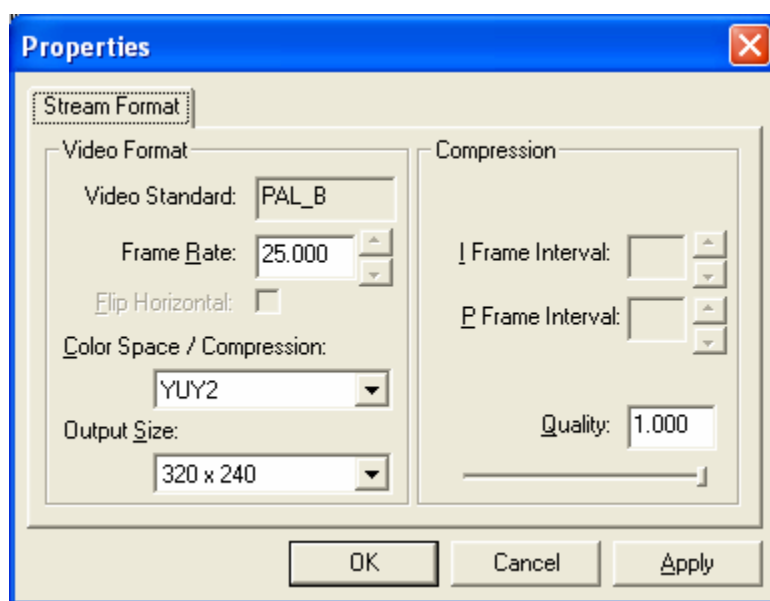 Properties
Stream Format
Video Format
Video Standard: PAL_B
Frame Rate: 25.000
Flip Horizontal:
Color Space / Compression:
YUY2
Output Size:
320 x 240
Compression
I Frame Interval:
P Frame Interval:
Quality: 1.000
OK Cancel Apply